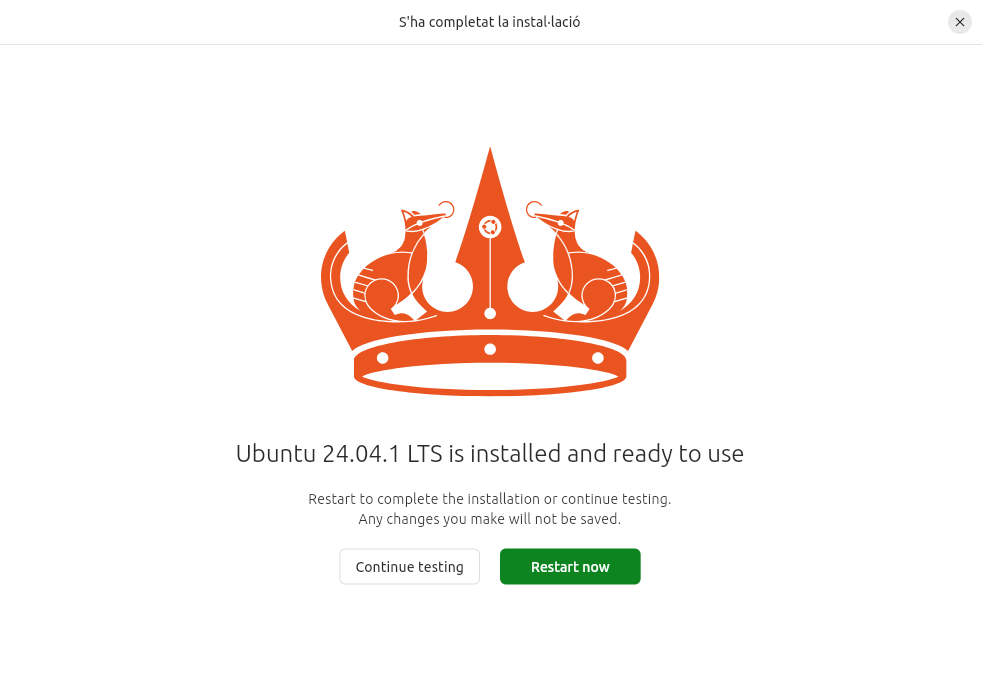 S'ha completat la instal·lació
Ubuntu 24.04.1 LTS is installed and ready to use
Restart to complete the installation or continue testing.
Any changes you make will not be saved.
Continue testing
Restart now